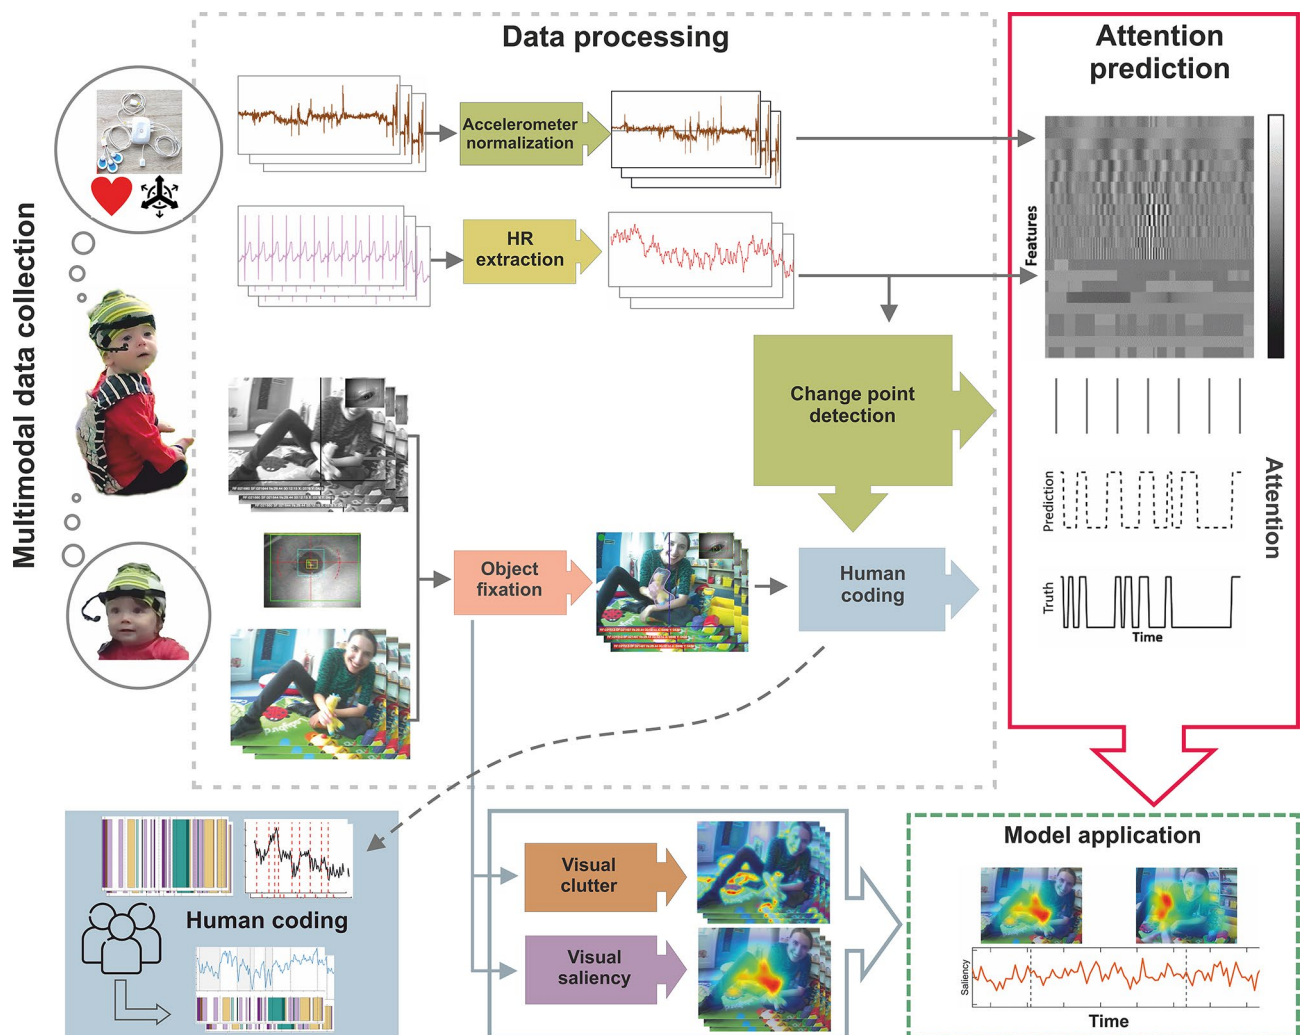 Data processing
Attention
prediction
Multimodal data collection
Accelerometer
normalization
HR
extraction
Features
Change point
detection
Attention
Prediction
Object
fixation
Human
coding
Truth
Time
Visual
clutter
Visual
saliency
Human coding
Model application
Saliency
Time